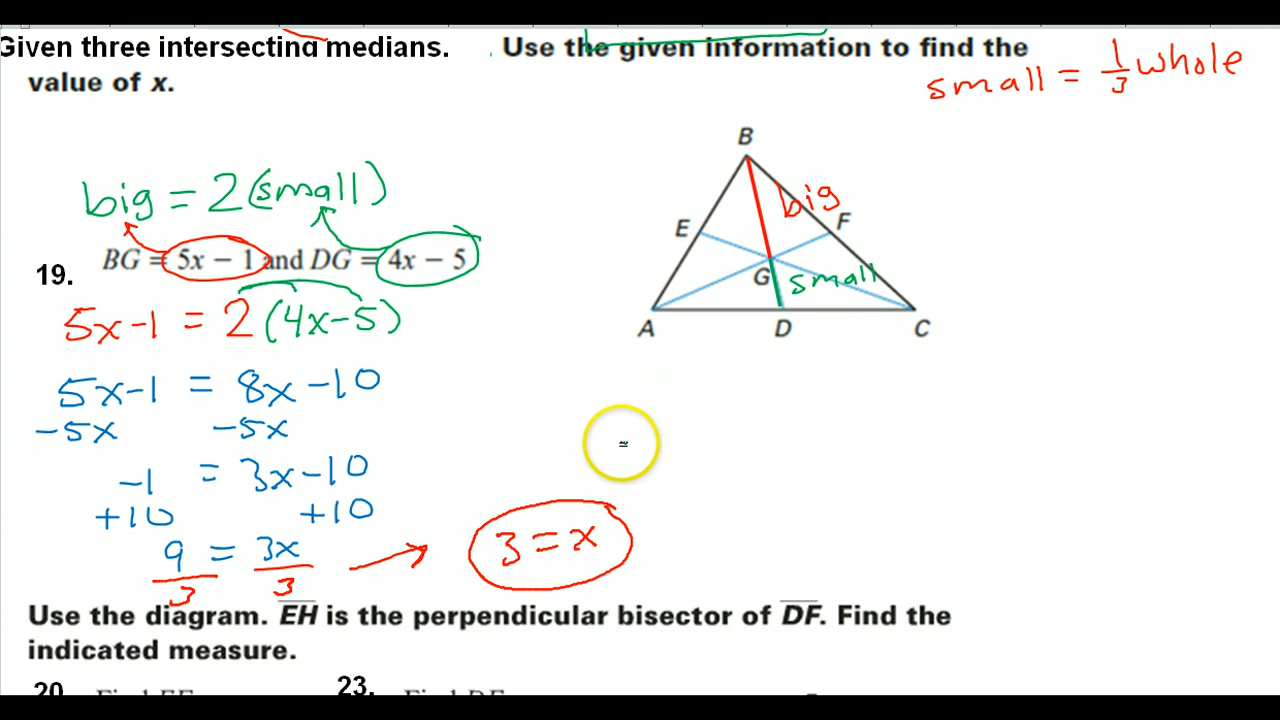 Given three intersecting medians. . Use the given information to find the
value of x.
small = 1/3 whole
big = 2(small)
19. BG = 5x − 1 and DG = 4x − 5
5x-1 = 2(4x-5)
5x-1 = 8x-10
-5x -5x
-1 = 3x-10
+10 +10
9 = 3x
3 3
3 = x
B
big
E
F
G
small
A
D
C
=
Use the diagram. EH is the perpendicular bisector of DF. Find the
indicated measure.
20. Find 23. Find